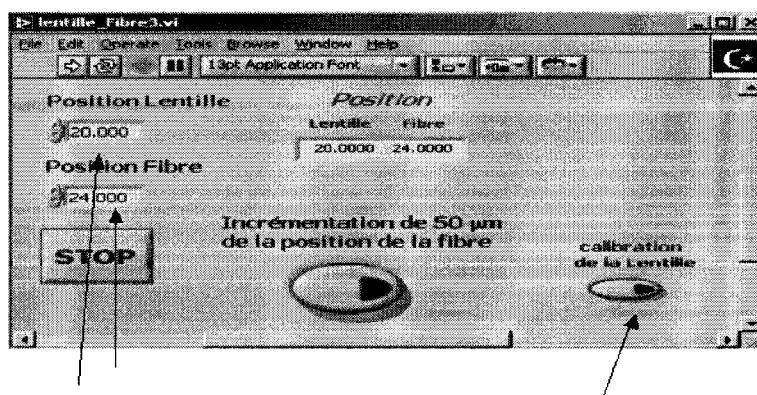 lentille_Fibre3.vi
File Edit Operate Tools Browse Window Help
13pt Application Font
Position Lentille
20.000
Position Fibre
24.000
STOP
Position
Lentille Fibre
20.0000 24.0000
Incrémentation de 50 µm
de la position de la fibre
calibration
de la Lentille